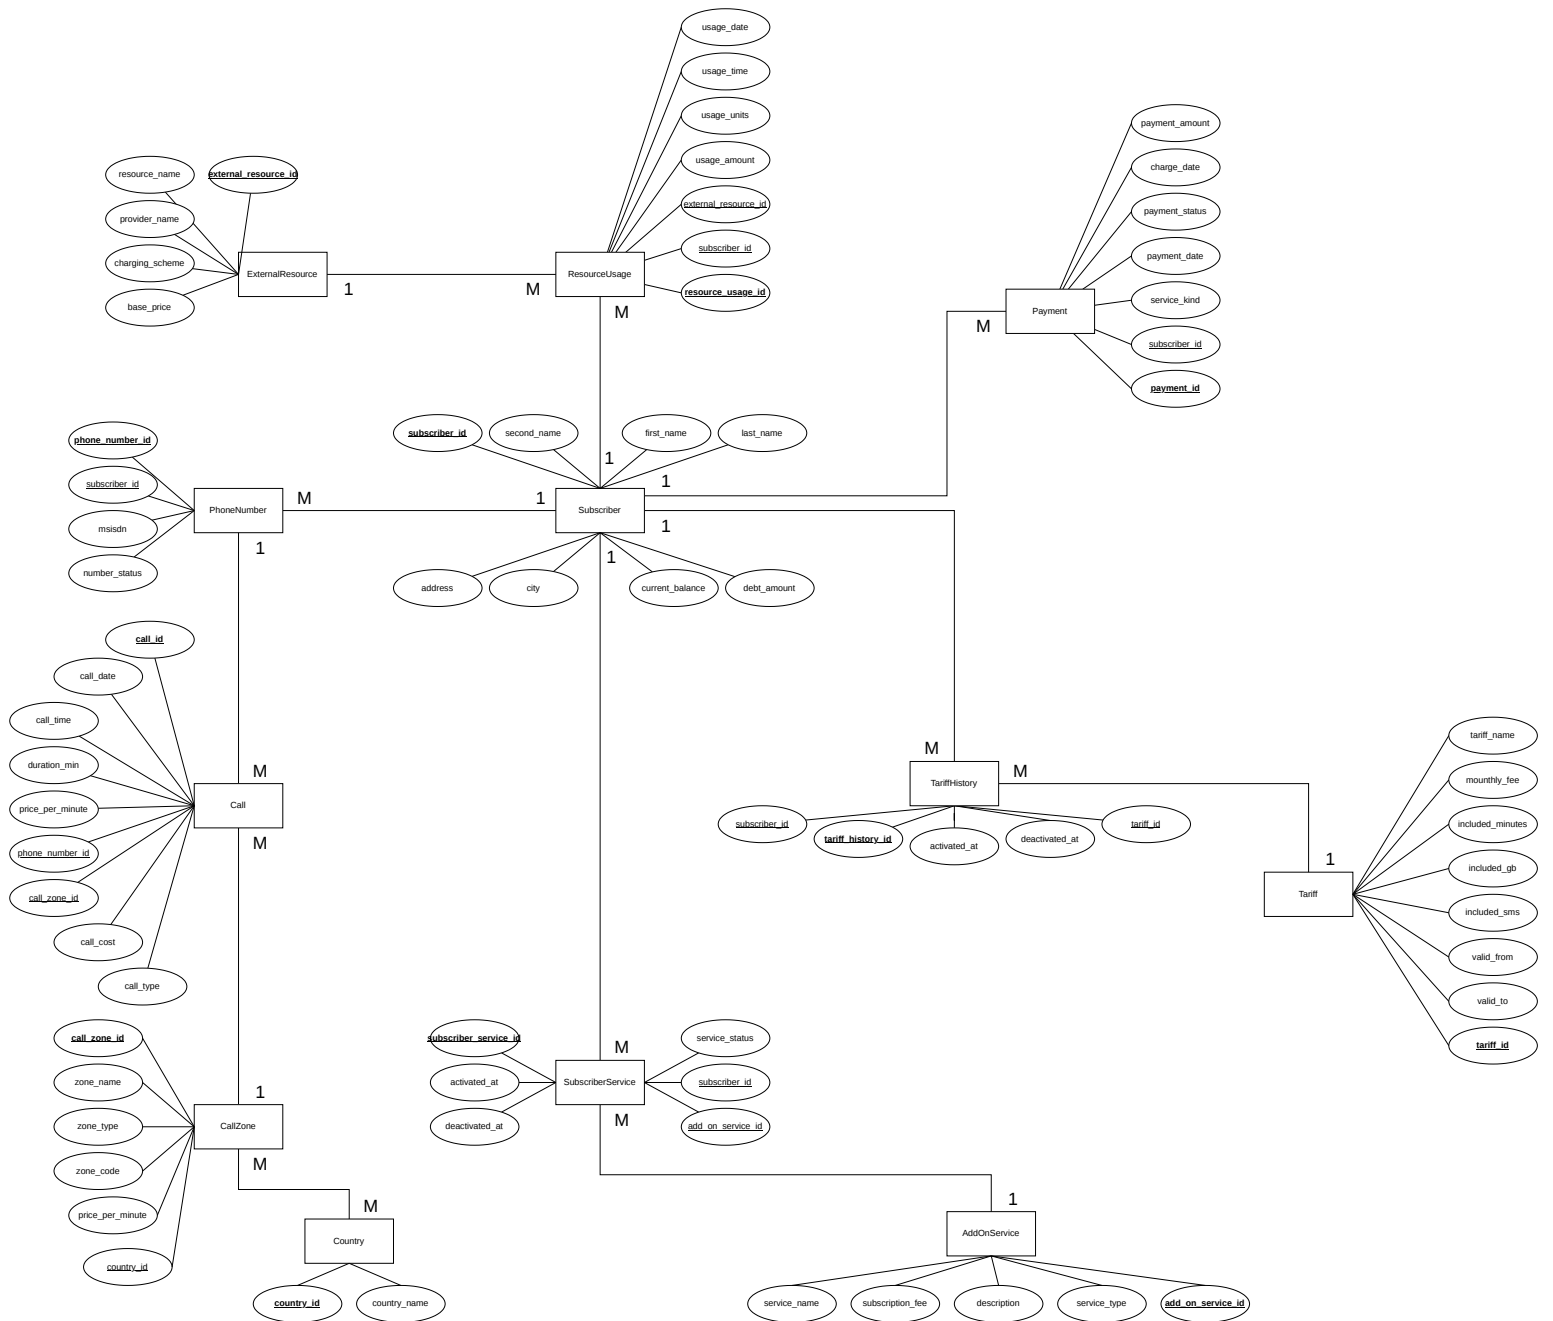 usage_date
usage_time
usage_units
usage_amount
external_resource_id
subscriber_id
resource_usage_id
resource_name
external_resource_id
provider_name
charging_scheme
base_price
ExternalResource
1
M
ResourceUsage
M
payment_amount
charge_date
payment_status
payment_date
service_kind
subscriber_id
payment_id
Payment
M
subscriber_id
second_name
first_name
last_name
1
1
phone_number_id
subscriber_id
msisdn
number_status
PhoneNumber
M
1
Subscriber
1
1
1
address
city
current_balance
debt_amount
call_id
call_date
call_time
duration_min
price_per_minute
phone_number_id
call_zone_id
call_cost
call_type
M
Call
M
M
TariffHistory
M
subscriber_id
tariff_history_id
activated_at
deactivated_at
tariff_id
1
Tariff
tariff_name
mounthly_fee
included_minutes
included_gb
included_sms
valid_from
valid_to
tariff_id
call_zone_id
zone_name
zone_type
zone_code
price_per_minute
country_id
1
CallZone
M
M
Country
country_id
country_name
subscriber_service_id
activated_at
deactivated_at
M
SubscriberService
M
service_status
subscriber_id
add_on_service_id
1
AddOnService
service_name
subscription_fee
description
service_type
add_on_service_id